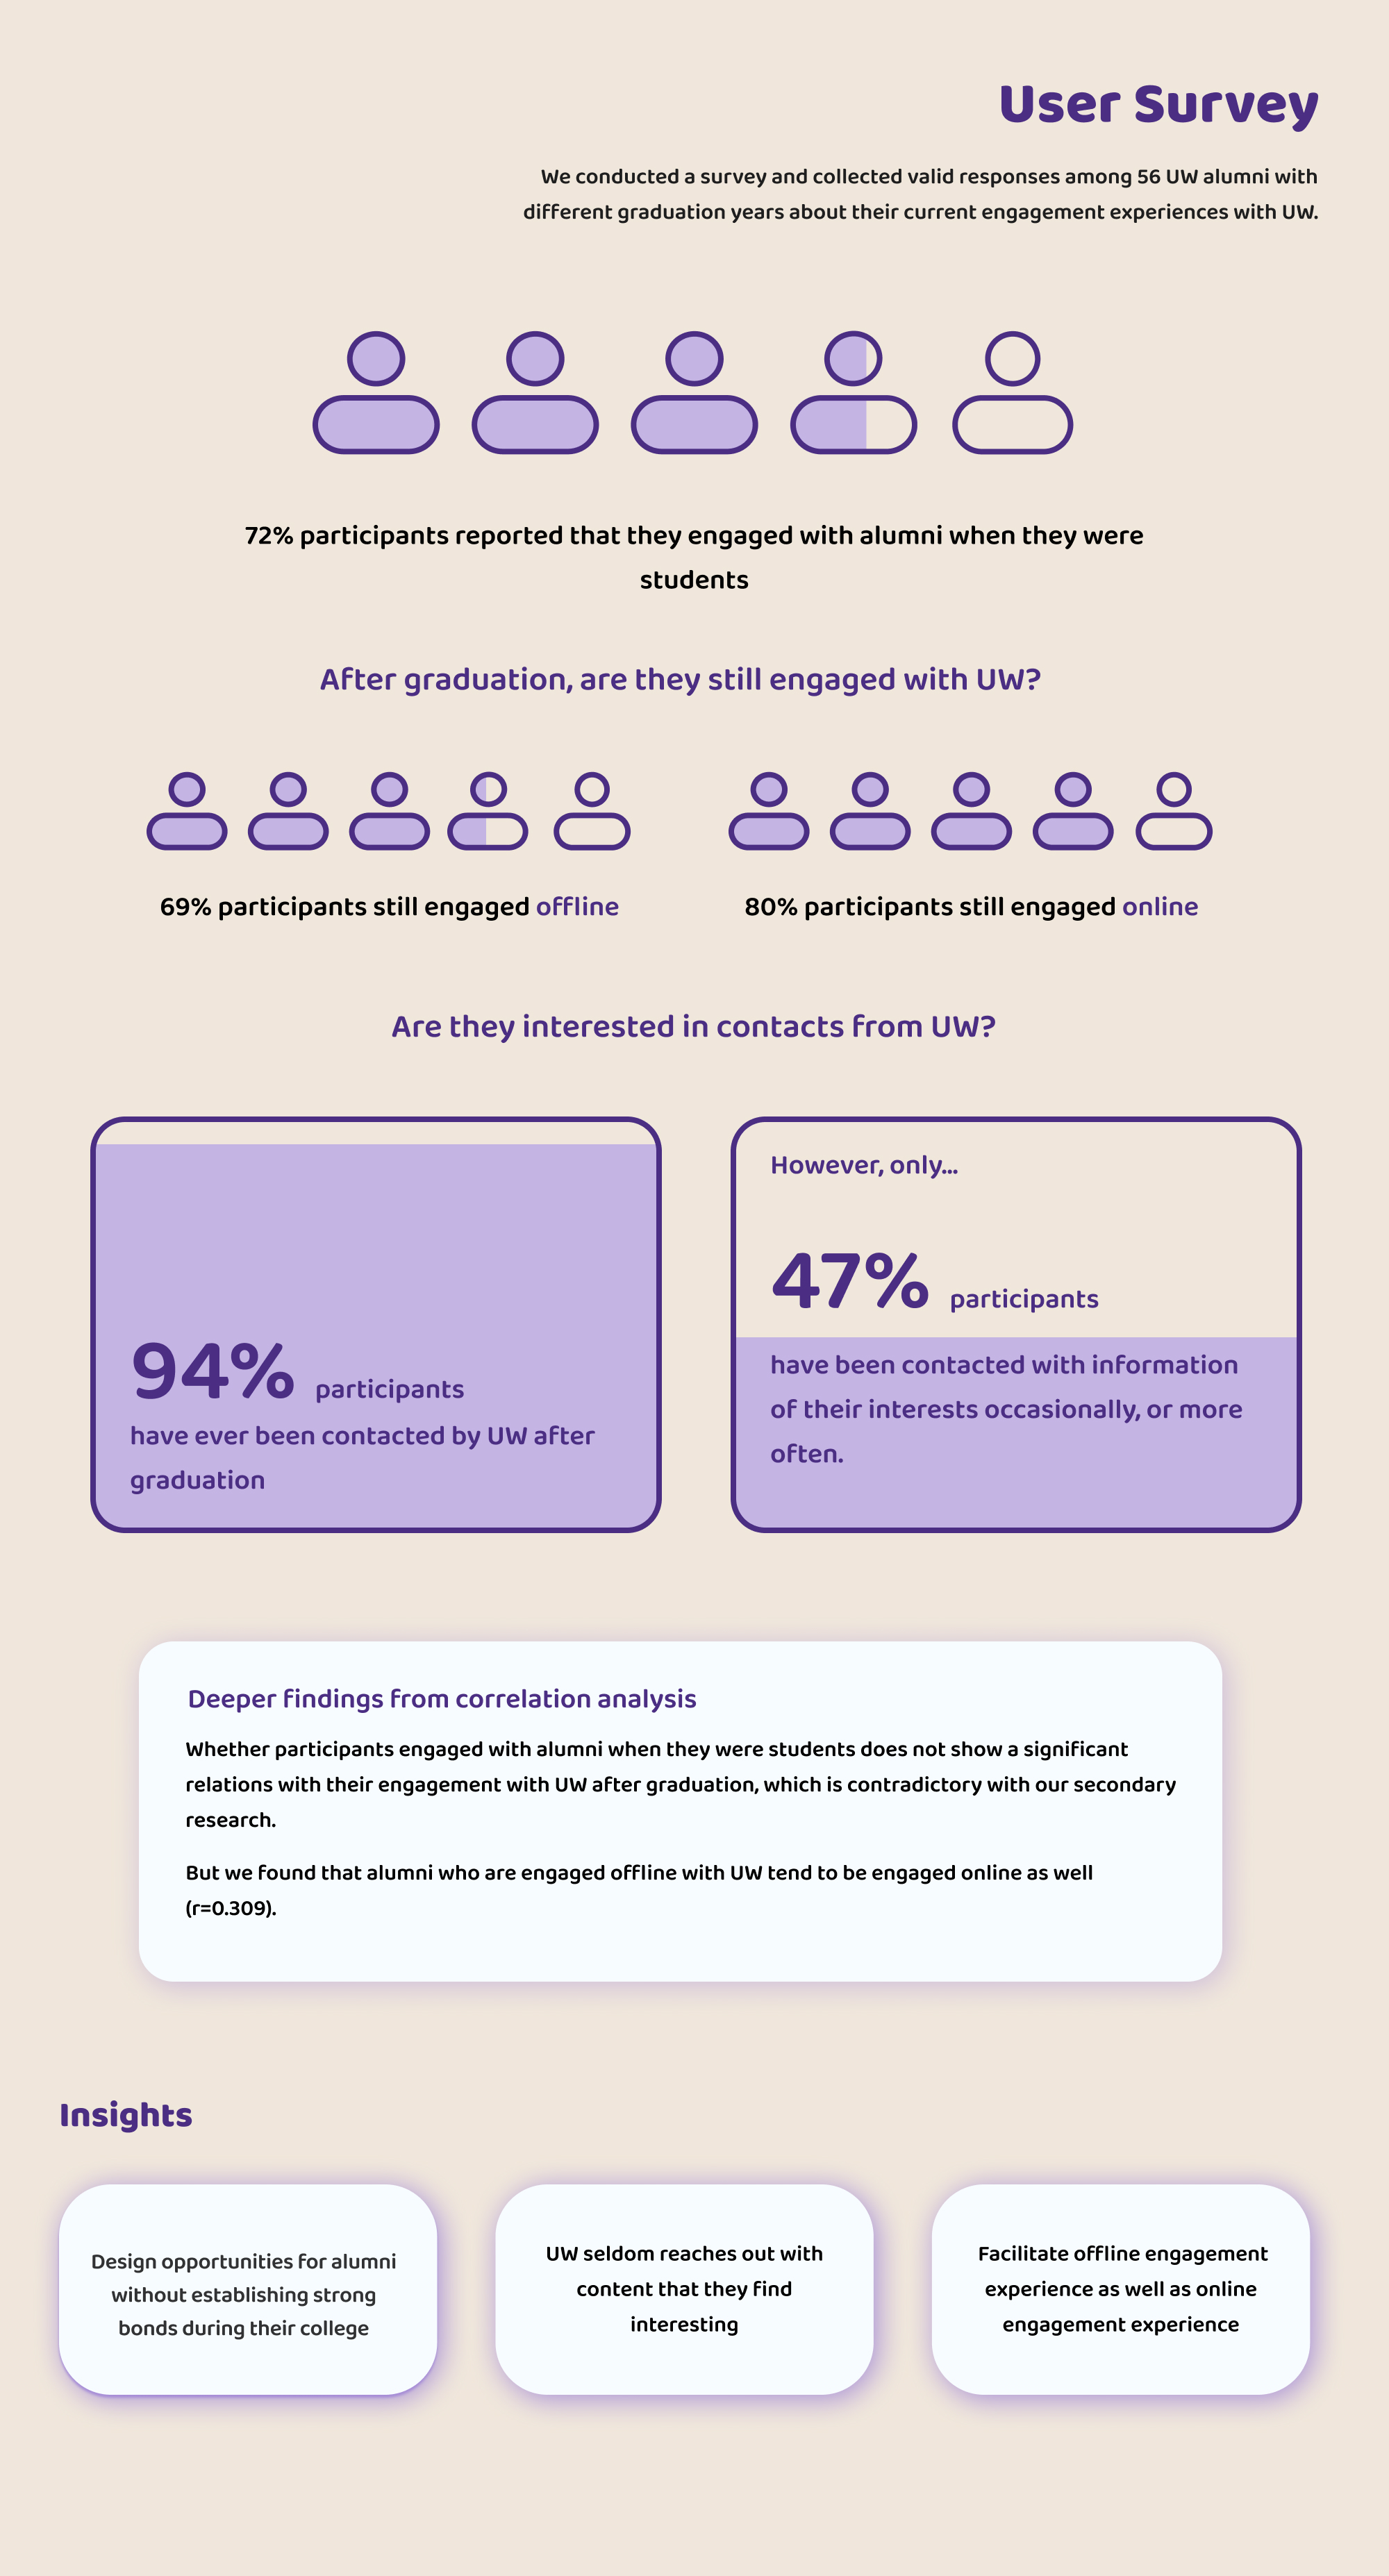 User Survey
We conducted a survey and collected valid responses among 56 UW alumni with
different graduation years about their current engagement experiences with UW.
72% participants reported that they engaged with alumni when they were
students
After graduation, are they still engaged with UW?
69% participants still engaged offline
80% participants still engaged online
Are they interested in contacts from UW?
94% participants
have ever been contacted by UW after
graduation
However, only...
47% participants
have been contacted with information
of their interests occasionally, or more
often.
Deeper findings from correlation analysis
Whether participants engaged with alumni when they were students does not show a significant
relations with their engagement with UW after graduation, which is contradictory with our secondary
research.
But we found that alumni who are engaged offline with UW tend to be engaged online as well
(r=0.309).
Insights
Design opportunities for alumni
without establishing strong
bonds during their college
UW seldom reaches out with
content that they find
interesting
Facilitate offline engagement
experience as well as online
engagement experience